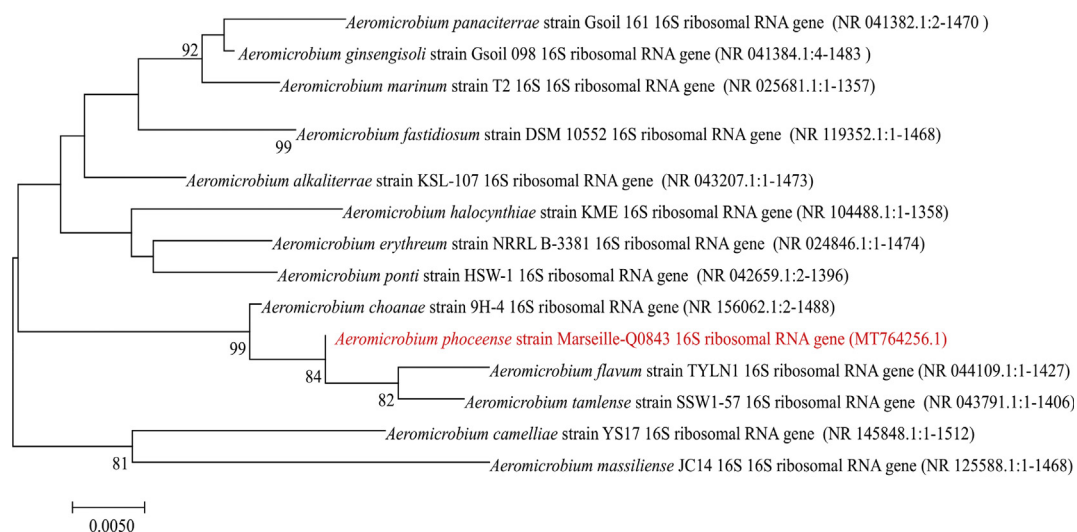 Aeromicrobium panaciterrae strain Gsoil 161 16S ribosomal RNA gene (NR 041382.1:2-1470 )
92
Aeromicrobium ginsengisoli strain Gsoil 098 16S ribosomal RNA gene (NR 041384.1:4-1483 )
Aeromicrobium marinum strain T2 16S 16S ribosomal RNA gene (NR 025681.1:1-1357)
Aeromicrobium fastidiosum strain DSM 10552 16S ribosomal RNA gene (NR 119352.1:1-1468)
99
Aeromicrobium alkaliterrae strain KSL-107 16S ribosomal RNA gene (NR 043207.1:1-1473)
Aeromicrobium halocynthiae strain KME 16S ribosomal RNA gene (NR 104488.1:1-1358)
Aeromicrobium erythreum strain NRRL B-3381 16S ribosomal RNA gene (NR 024846.1:1-1474)
Aeromicrobium ponti strain HSW-1 16S ribosomal RNA gene (NR 042659.1:2-1396)
Aeromicrobium choanae strain 9H-4 16S ribosomal RNA gene (NR 156062.1:2-1488)
99
Aeromicrobium phoceense strain Marseille-Q0843 16S ribosomal RNA gene (MT764256.1)
84
Aeromicrobium flavum strain TYLN1 16S ribosomal RNA gene (NR 044109.1:1-1427)
82
Aeromicrobium tamlense strain SSW1-57 16S ribosomal RNA gene (NR 043791.1:1-1406)
Aeromicrobium camelliae strain YS17 16S ribosomal RNA gene (NR 145848.1:1-1512)
81
Aeromicrobium massiliense JC14 16S 16S ribosomal RNA gene (NR 125588.1:1-1468)
0.0050